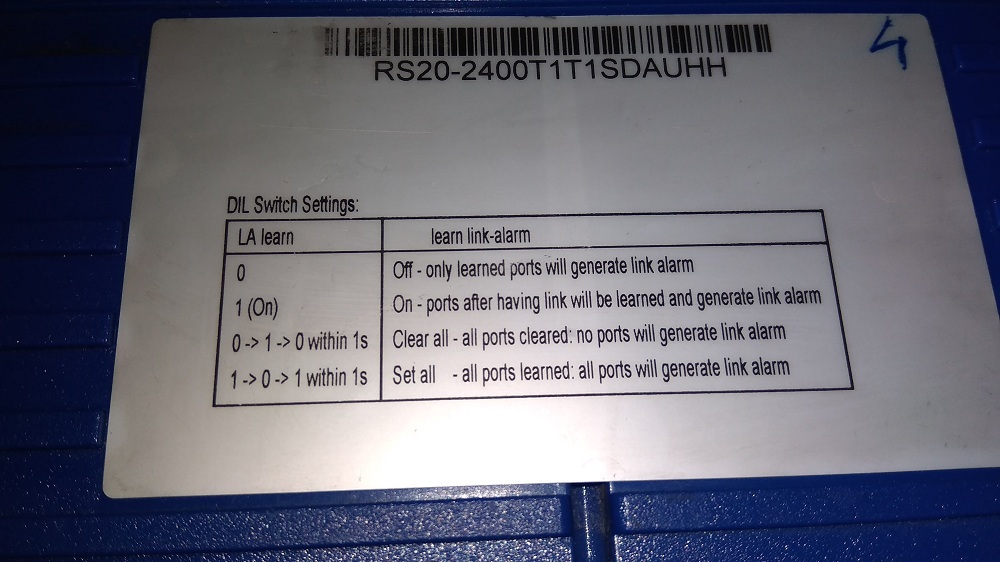 4
RS20-2400T1T1SDAUHH
DIL Switch Settings:
LA learn learn link-alarm
0 Off - only learned ports will generate link alarm
1 (On) On - ports after having link will be learned and generate link alarm
0 -> 1 -> 0 within 1s Clear all - all ports cleared: no ports will generate link alarm
1 -> 0 -> 1 within 1s Set all - all ports learned: all ports will generate link alarm